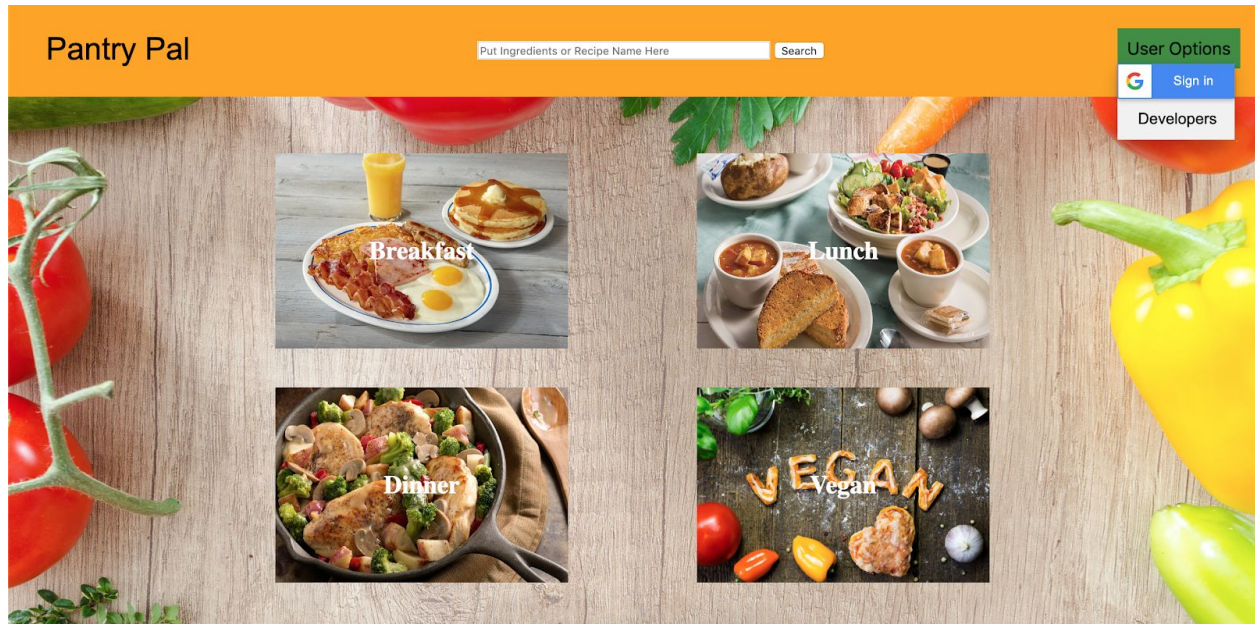 Pantry Pal
Put Ingredients or Recipe Name Here
Search
User Options
Sign in
Developers
Breakfast
Lunch
Dinner
VEGAN
Vegan